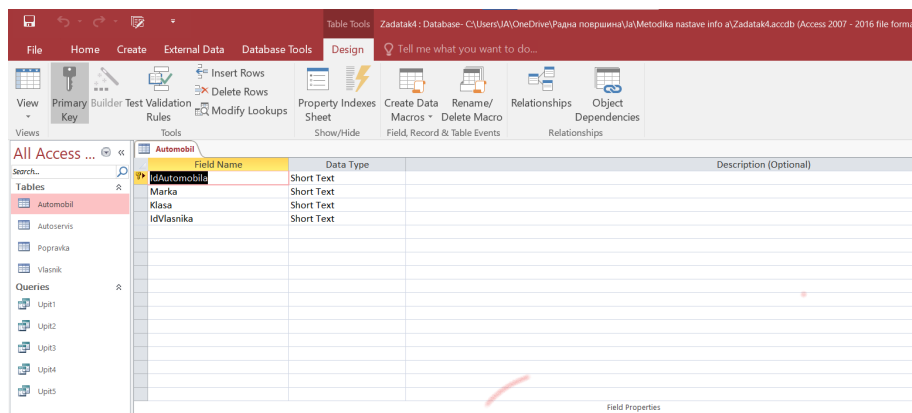 Table Tools Zadatak4 : Database- C:\Users\JA\OneDrive\Радна површина\Ja\Metodika nastave info a\Zadatak4.accdb (Access 2007 - 2016 file forma
File Home Create External Data Database Tools Design Tell me what you want to do...
View Primary Key Builder Test Validation Rules Insert Rows Delete Rows Modify Lookups Property Sheet Indexes Create Data Macros Rename/ Delete Macro Relationships Object Dependencies
Views Tools Show/Hide Field, Record & Table Events Relationships
All Access ... « Automobil
Search... Field Name Data Type Description (Optional)
IdAutomobila Short Text
Tables Marka Short Text
Automobil Klasa Short Text
IdVlasnika Short Text
Autoservis
Popravka
Vlasnik
Queries
Upit1
Upit2
Upit3
Upit4
Upit5
Field Properties